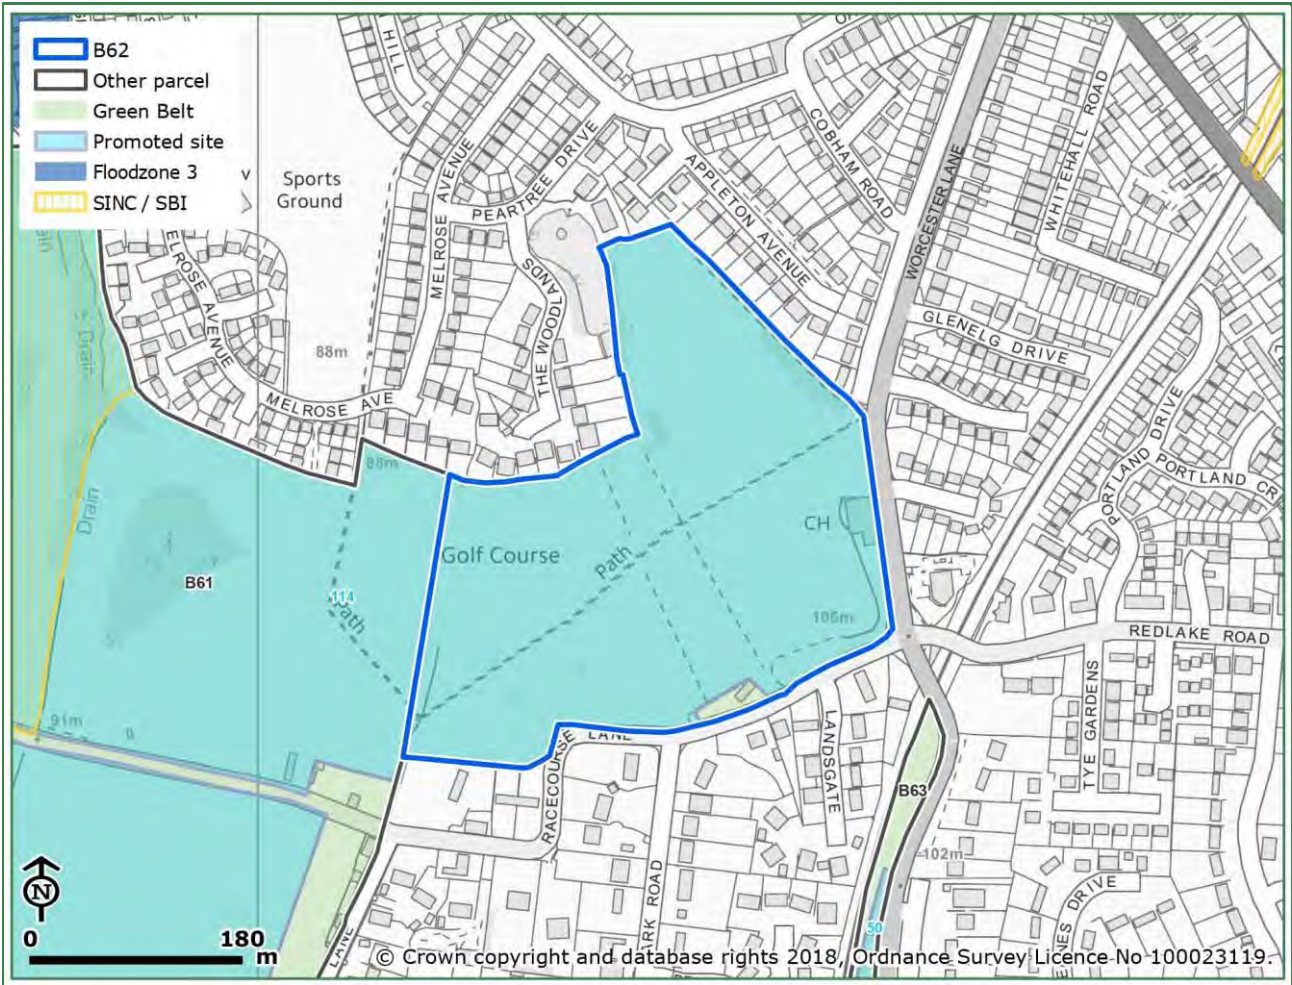 B62
Other parcel
Green Belt
Promoted site
Floodzone 3
SINC / SBI
HILL
Sports
Ground
MELROSE AVENUE
PEARTREE DRIVE
COBHAM ROAD
APPLETON AVENUE
WORCESTER LANE
WHITEHALL ROAD
ELROSE AVENUE
THE WOODLANDS
GLENELG DRIVE
Drain
88m
MELROSE AVE
PORTLAND DRIVE
PORTLAND CR
88m
Drain
CH
Golf Course
Path
B61
114
Path
106m
REDLAKE ROAD
91m
RACECOURSE LANE
LANDSGATE
TYE GARDENS
B63
102m
ARK ROAD
ENES DRIVE
LANE
50
N
0 180
m
© Crown copyright and database rights 2018, Ordnance Survey Licence No 100023119.